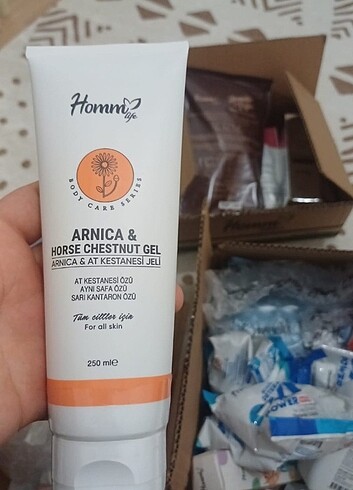 Homm
life
BODY CARE SERIES
ARNICA &
HORSE CHESTNUT GEL
ARNICA & AT KESTANESİ JELİ
AT KESTANESİ ÖZÜ
AYNI SAFA ÖZÜ
SARI KANTARON ÖZÜ
Tüm ciltler için
For all skin
250 ml℮
POWER